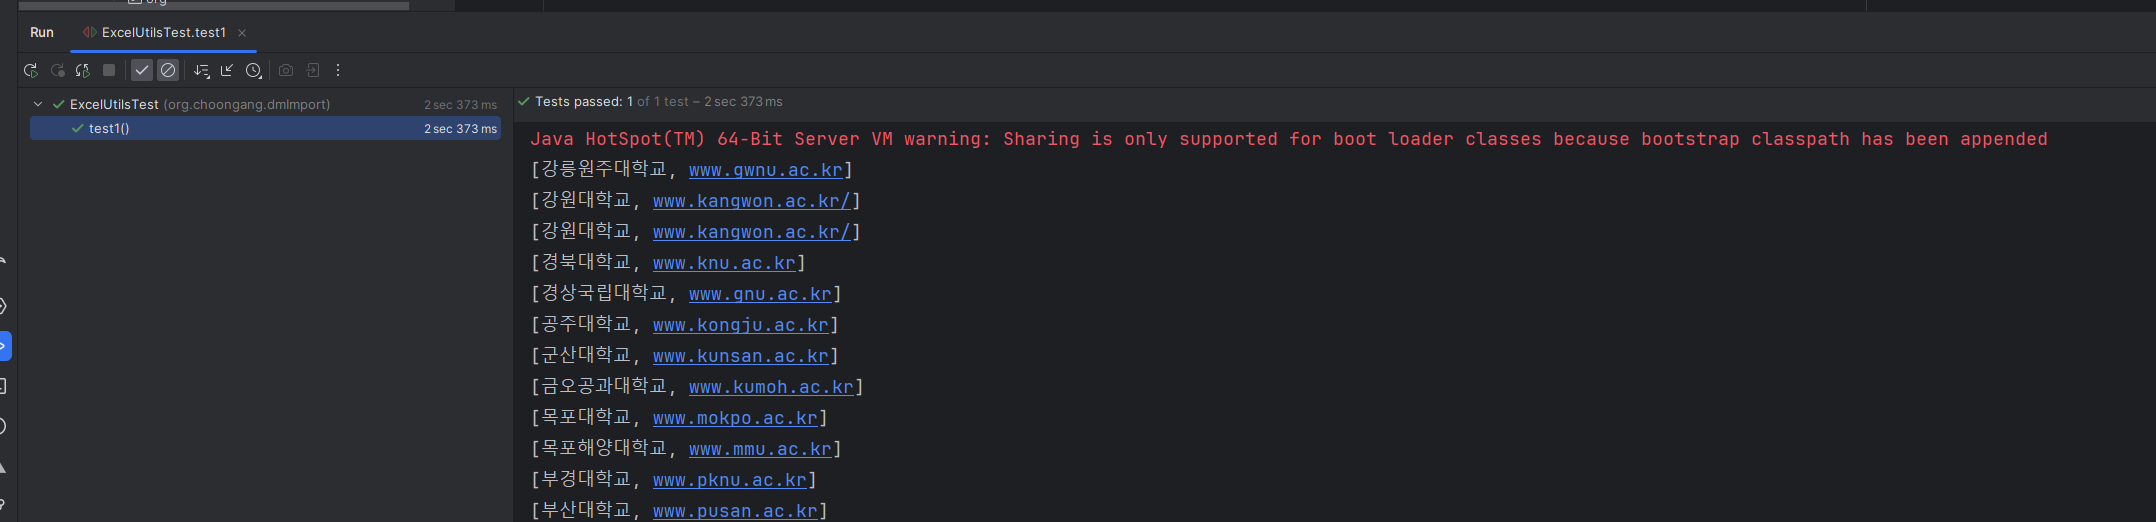 org
Run ExcelUtilsTest.test1
ExcelUtilsTest (org.choongang.dmImport) 2 sec 373 ms
test1() 2 sec 373 ms
Tests passed: 1 of 1 test – 2 sec 373 ms
Java HotSpot(TM) 64-Bit Server VM warning: Sharing is only supported for boot loader classes because bootstrap classpath has been appended
[강릉원주대학교, www.gwnu.ac.kr]
[강원대학교, www.kangwon.ac.kr/]
[강원대학교, www.kangwon.ac.kr/]
[경북대학교, www.knu.ac.kr]
[경상국립대학교, www.gnu.ac.kr]
[공주대학교, www.kongju.ac.kr]
[군산대학교, www.kunsan.ac.kr]
[금오공과대학교, www.kumoh.ac.kr]
[목포대학교, www.mokpo.ac.kr]
[목포해양대학교, www.mmu.ac.kr]
[부경대학교, www.pknu.ac.kr]
[부산대학교, www.pusan.ac.kr]